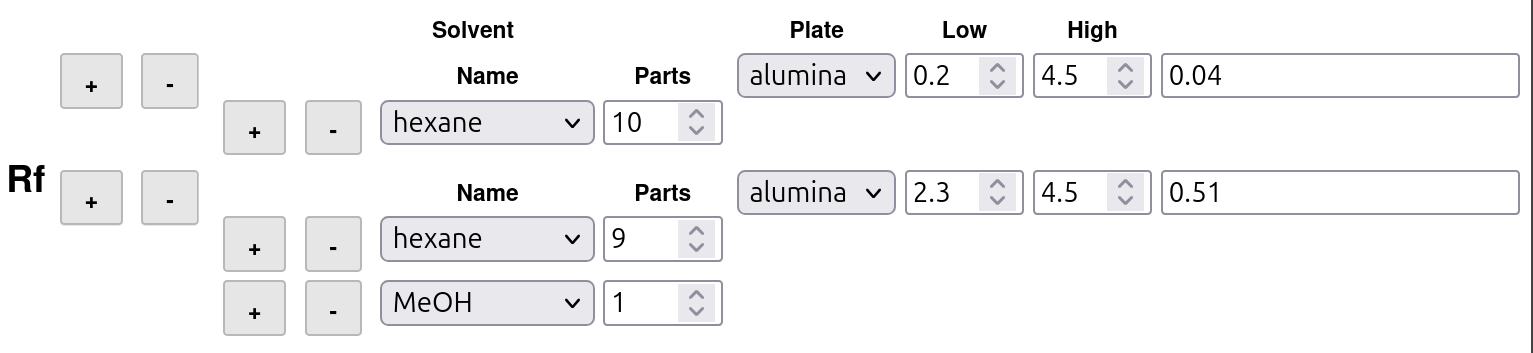 Solvent Plate Low High
+ - Name Parts alumina 0.2 4.5 0.04
+ - hexane 10
Rf
+ - Name Parts alumina 2.3 4.5 0.51
+ - hexane 9
+ - MeOH 1